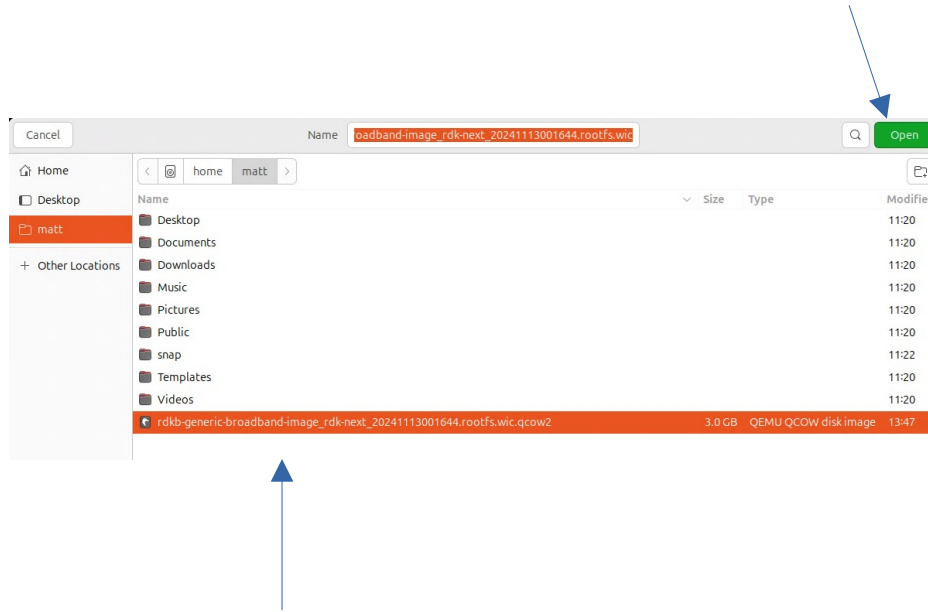 Cancel Name oadband-image_rdk-next_20241113001644.rootfs.wic Open
Home home matt
Desktop Name Size Type Modifie
matt Desktop 11:20
Documents 11:20
Other Locations Downloads 11:20
Music 11:20
Pictures 11:20
Public 11:20
snap 11:22
Templates 11:20
Videos 11:20
rdkb-generic-broadband-image_rdk-next_20241113001644.rootfs.wic.qcow2 3.0 GB QEMU QCOW disk image 13:47